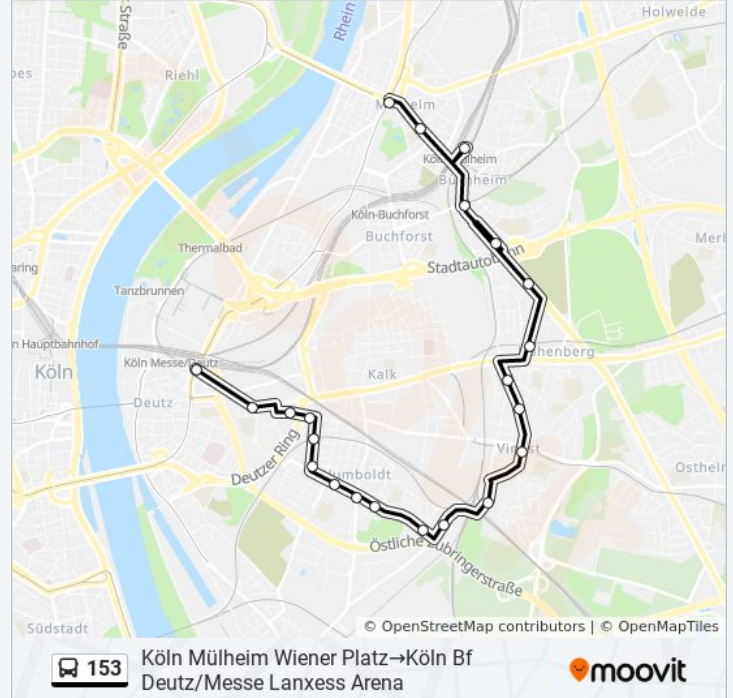 Straße
Rhein
Holweide
Riehl
Mülheim
Buchheim
Köln-Buchforst
Buchforst
Thermalbad
Stadtautobahn
Tanzbrunnen
n Hauptbahnhof
Köln
Köln Messe/Deutz
Deutz
Kalk
Höhenberg
Deutzer Ring
Humboldt
Vingst
Ostheim
Östliche Zubringerstraße
Südstadt
© OpenStreetMap contributors | © OpenMapTiles
153
Köln Mülheim Wiener Platz→Köln Bf
Deutz/Messe Lanxess Arena
moovit